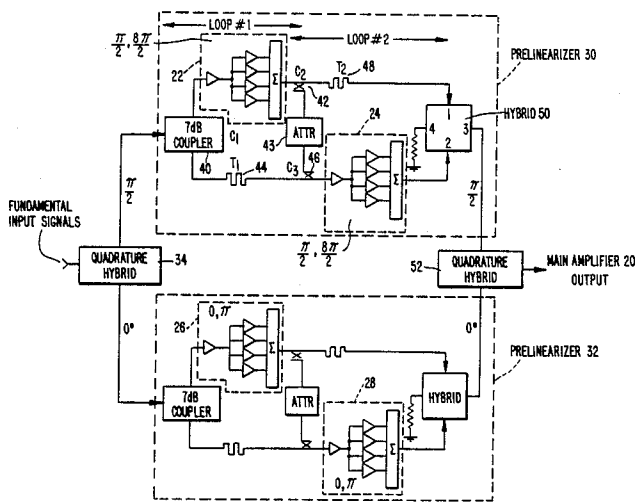 LOOP #1
LOOP #2
π/2, 8π/2
22
Σ
C2
T2
48
42
PRELINEARIZER 30
7dB COUPLER
C1
40
43
ATTR
24
HYBRID 50
1
4
3
2
T1
44
C3
46
Σ
π/2
π/2
π/2, 8π/2
FUNDAMENTAL
INPUT SIGNALS
QUADRATURE
HYBRID
34
52
QUADRATURE
HYBRID
MAIN AMPLIFIER 20
OUTPUT
0°
0°
26
0, π
Σ
PRELINEARIZER 32
7dB
COUPLER
ATTR
28
HYBRID
Σ
0, π